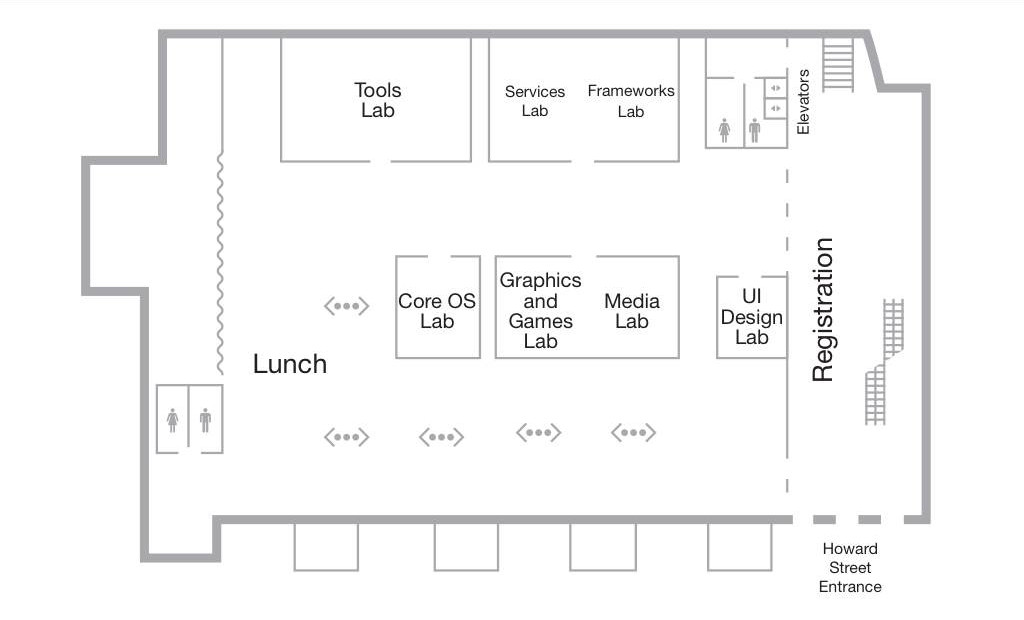 Tools
Lab
Services
Lab
Frameworks
Lab
Elevators
Core OS
Lab
Graphics
and
Games
Lab
Media
Lab
UI
Design
Lab
Registration
Lunch
Howard
Street
Entrance